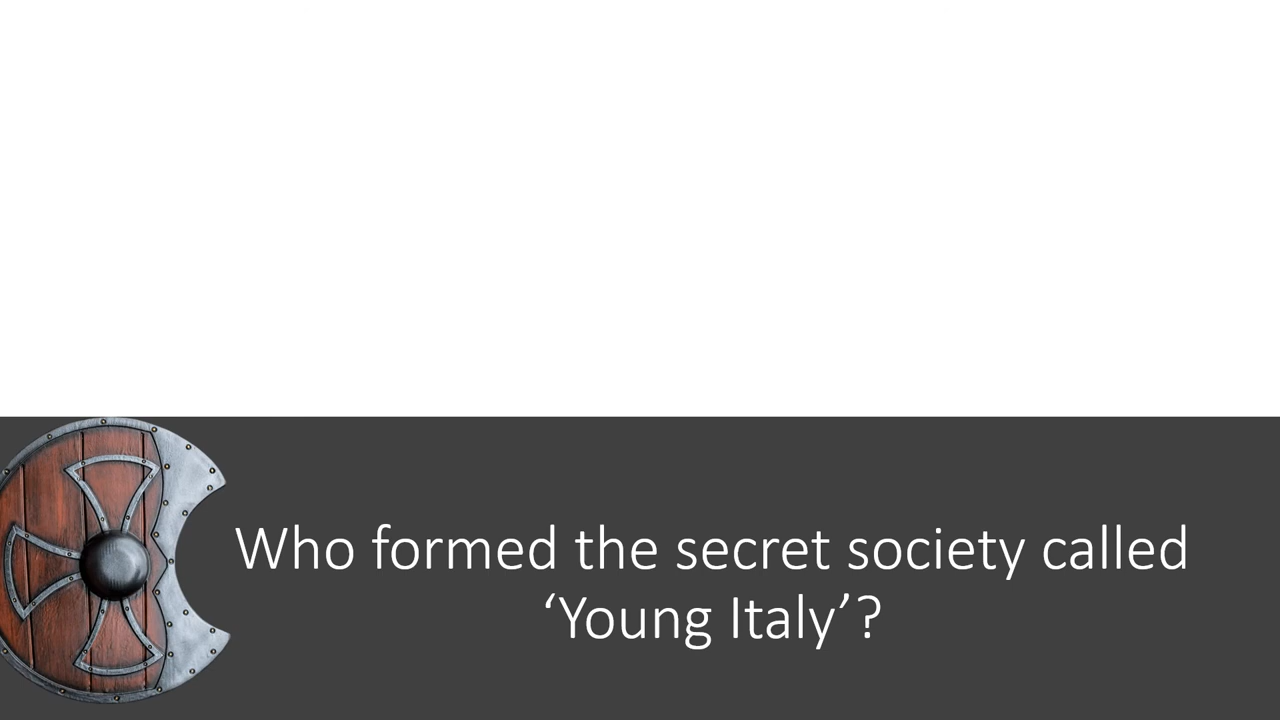 Who formed the secret society called
‘Young Italy’?